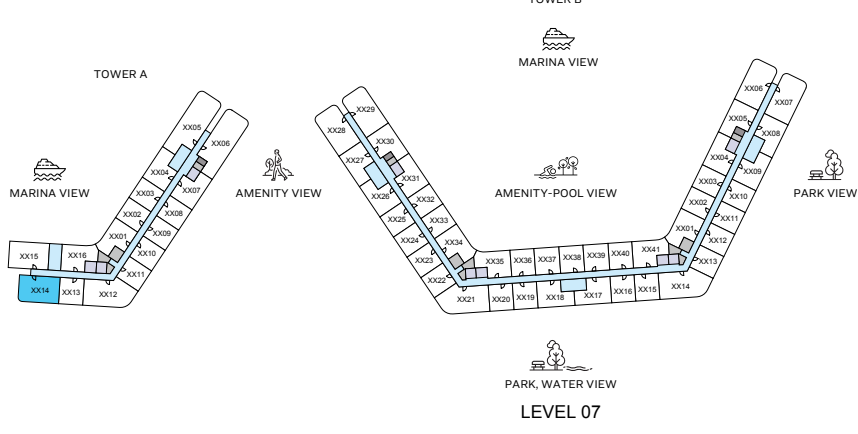 TOWER B
MARINA VIEW
TOWER A
XX05
XX06
XX04
XX07
XX03
XX08
XX02
XX09
XX01
XX10
XX15
XX16
XX11
XX14
XX13
XX12
MARINA VIEW
AMENITY VIEW
XX29
XX28
XX30
XX27
XX31
XX26
XX32
XX25
XX33
XX24
XX34
XX23
XX22
XX21
XX35
XX36
XX37
XX38
XX39
XX40
XX41
XX20
XX19
XX18
XX17
XX16
XX15
XX14
XX06
XX07
XX05
XX08
XX04
XX09
XX03
XX10
XX02
XX11
XX01
XX12
XX13
AMENITY-POOL VIEW
PARK VIEW
PARK, WATER VIEW
LEVEL 07